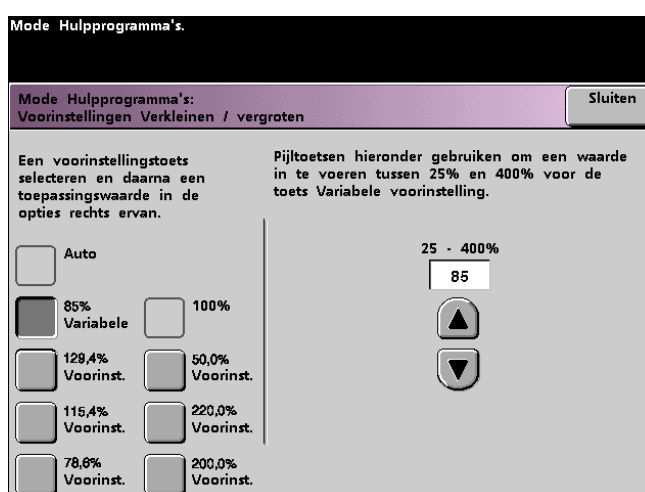 Mode Hulpprogramma's.
Mode Hulpprogramma's:
Voorinstellingen Verkleinen / vergroten
Sluiten
Een voorinstellingstoets
selecteren en daarna een
toepassingswaarde in de
opties rechts ervan.
Pijltoetsen hieronder gebruiken om een waarde
in te voeren tussen 25% en 400% voor de
toets Variabele voorinstelling.
Auto
85%
Variabele
100%
129,4%
Voorinst.
50,0%
Voorinst.
115,4%
Voorinst.
220,0%
Voorinst.
78,6%
Voorinst.
200,0%
Voorinst.
25 - 400%
85